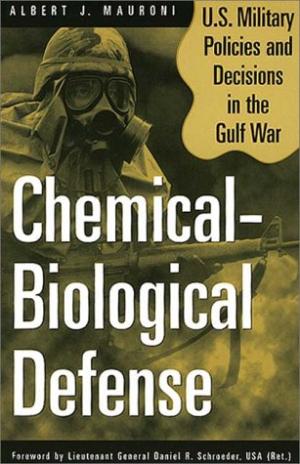 ALBERT J. MAURONI
U.S. Military
Policies and
Decisions
in the
Gulf War
Chemical–
Biological
Defense
Foreword by Lieutenant General Daniel R. Schroeder, USA (Ret.)